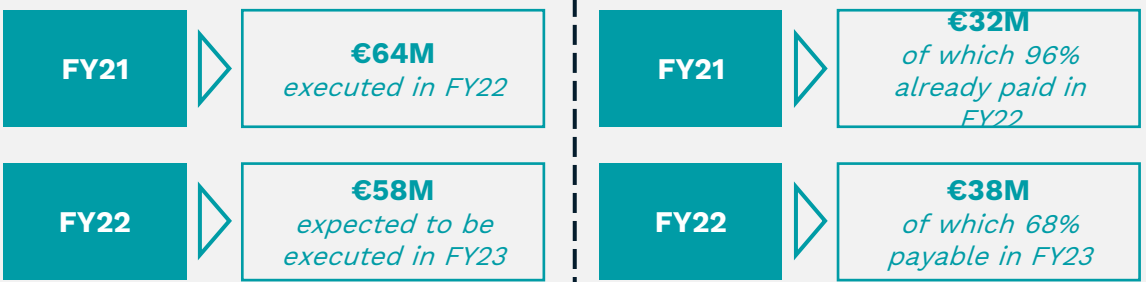 FY21
€64M
executed in FY22
FY22
€58M
expected to be
executed in FY23
FY21
€32M
of which 96%
already paid in
FY22
FY22
€38M
of which 68%
payable in FY23